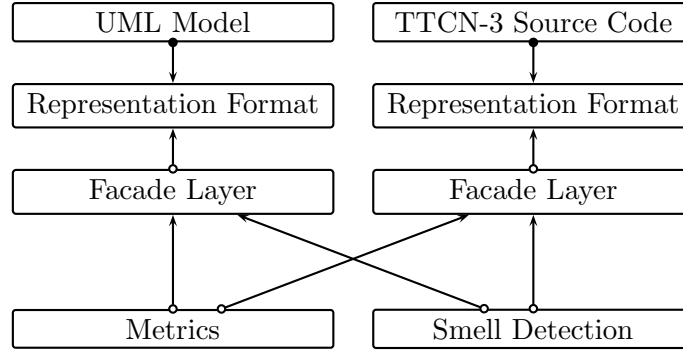 UML Model
TTCN-3 Source Code
Representation Format
Representation Format
Facade Layer
Facade Layer
Metrics
Smell Detection